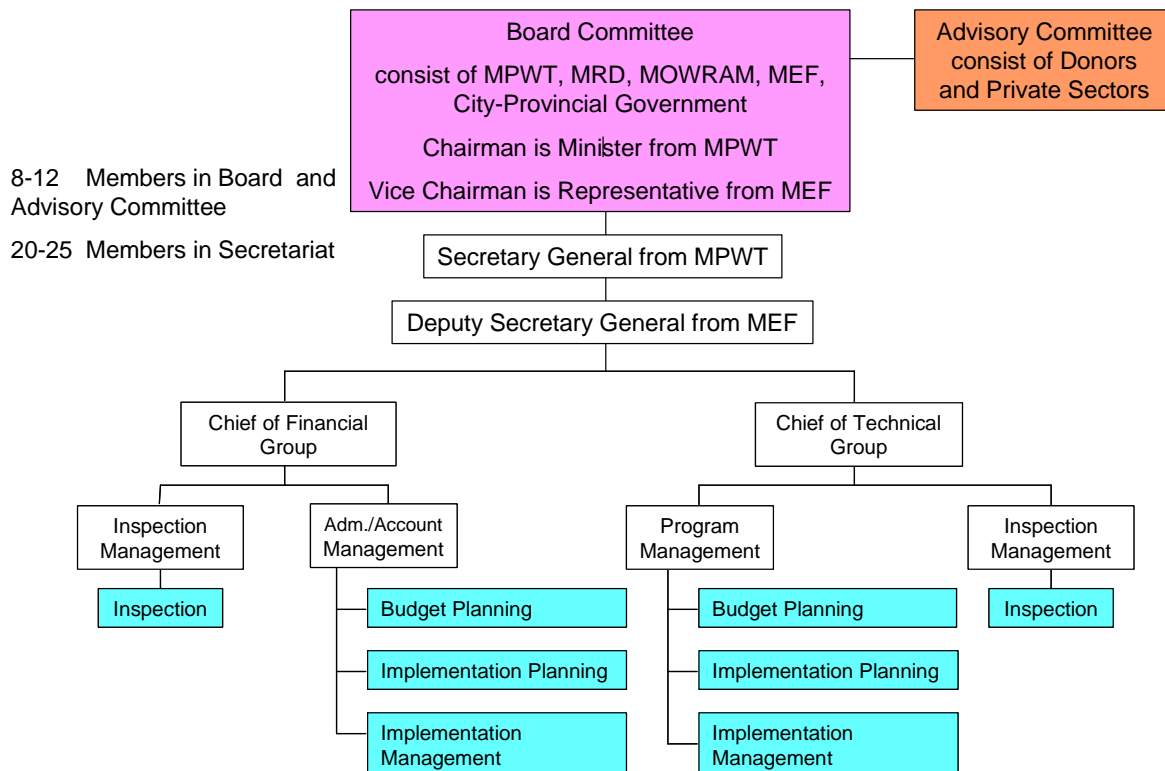 Board Committee
consist of MPWT, MRD, MOWRAM, MEF,
City-Provincial Government
Chairman is Minister from MPWT
Vice Chairman is Representative from MEF
Advisory Committee
consist of Donors
and Private Sectors
8-12 Members in Board and
Advisory Committee
20-25 Members in Secretariat
Secretary General from MPWT
Deputy Secretary General from MEF
Chief of Financial
Group
Chief of Technical
Group
Inspection
Management
Adm./Account
Management
Program
Management
Inspection
Management
Inspection
Budget Planning
Implementation Planning
Implementation
Management
Budget Planning
Implementation Planning
Implementation
Management
Inspection